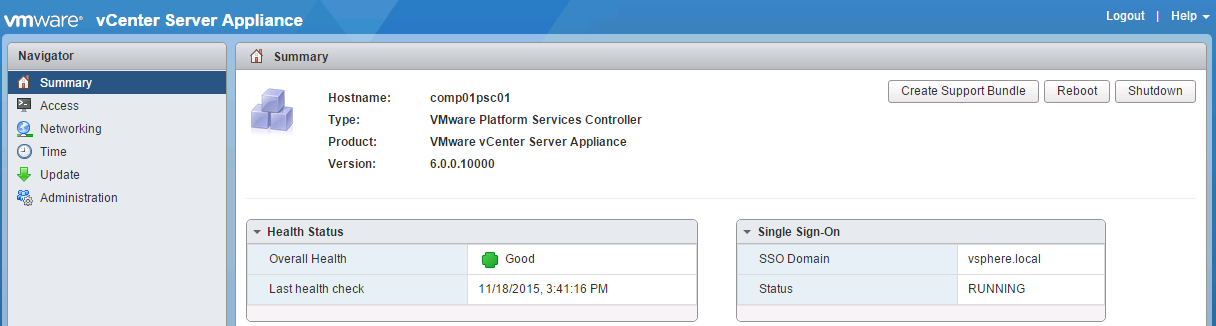 vmware® vCenter Server Appliance
Logout | Help
Navigator
Summary
Access
Networking
Time
Update
Administration
Summary
Hostname: comp01psc01
Type: VMware Platform Services Controller
Product: VMware vCenter Server Appliance
Version: 6.0.0.10000
Create Support Bundle Reboot Shutdown
Health Status
Overall Health Good
Last health check 11/18/2015, 3:41:16 PM
Single Sign-On
SSO Domain vsphere.local
Status RUNNING